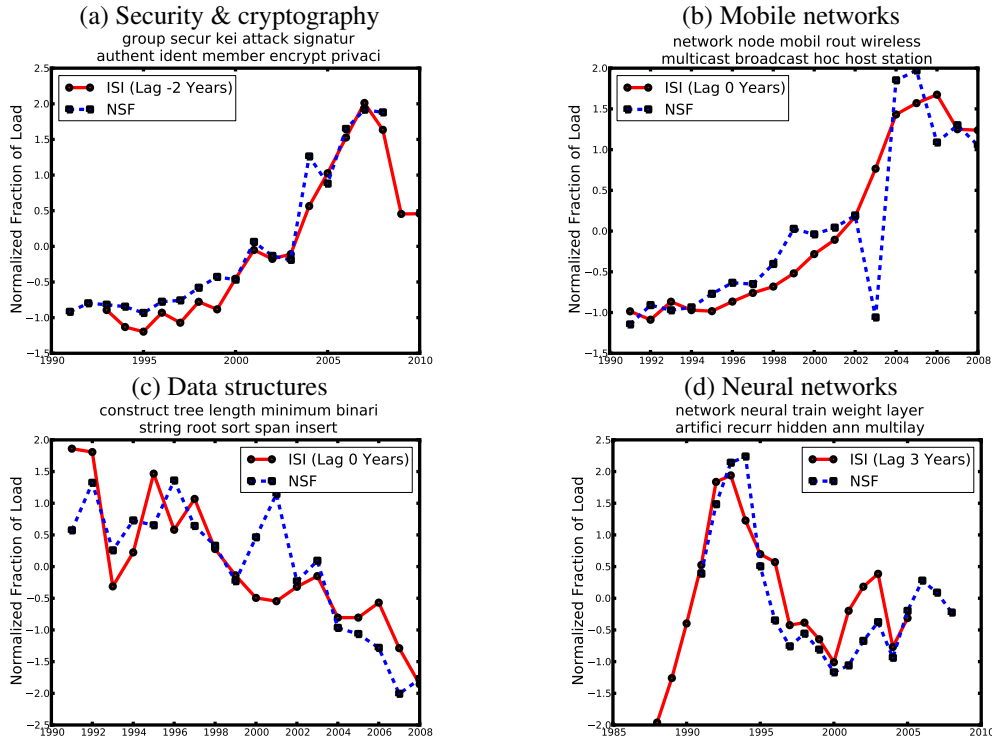 (a) Security & cryptography
group secur kei attack signatur
authent ident member encrypt privaci
Normalized Fraction of Load
2.5
2.0
1.5
1.0
0.5
0.0
−0.5
−1.0
−1.5
1990
1995
2000
2005
2010
ISI (Lag -2 Years)
NSF
(b) Mobile networks
network node mobil rout wireless
multicast broadcast hoc host station
Normalized Fraction of Load
2.0
1.5
1.0
0.5
0.0
−0.5
−1.0
−1.5
1990
1992
1994
1996
1998
2000
2002
2004
2006
2008
ISI (Lag 0 Years)
NSF
(c) Data structures
construct tree length minimum binari
string root sort span insert
Normalized Fraction of Load
2.0
1.5
1.0
0.5
0.0
−0.5
−1.0
−1.5
−2.0
−2.5
1990
1992
1994
1996
1998
2000
2002
2004
2006
2008
ISI (Lag 0 Years)
NSF
(d) Neural networks
network neural train weight layer
artifici recurr hidden ann multilay
Normalized Fraction of Load
2.5
2.0
1.5
1.0
0.5
0.0
−0.5
−1.0
−1.5
−2.0
1985
1990
1995
2000
2005
2010
ISI (Lag 3 Years)
NSF